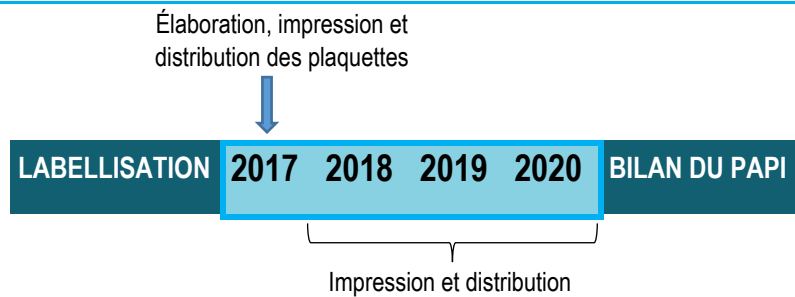 Élaboration, impression et
distribution des plaquettes
LABELLISATION 2017 2018 2019 2020 BILAN DU PAPI
Impression et distribution